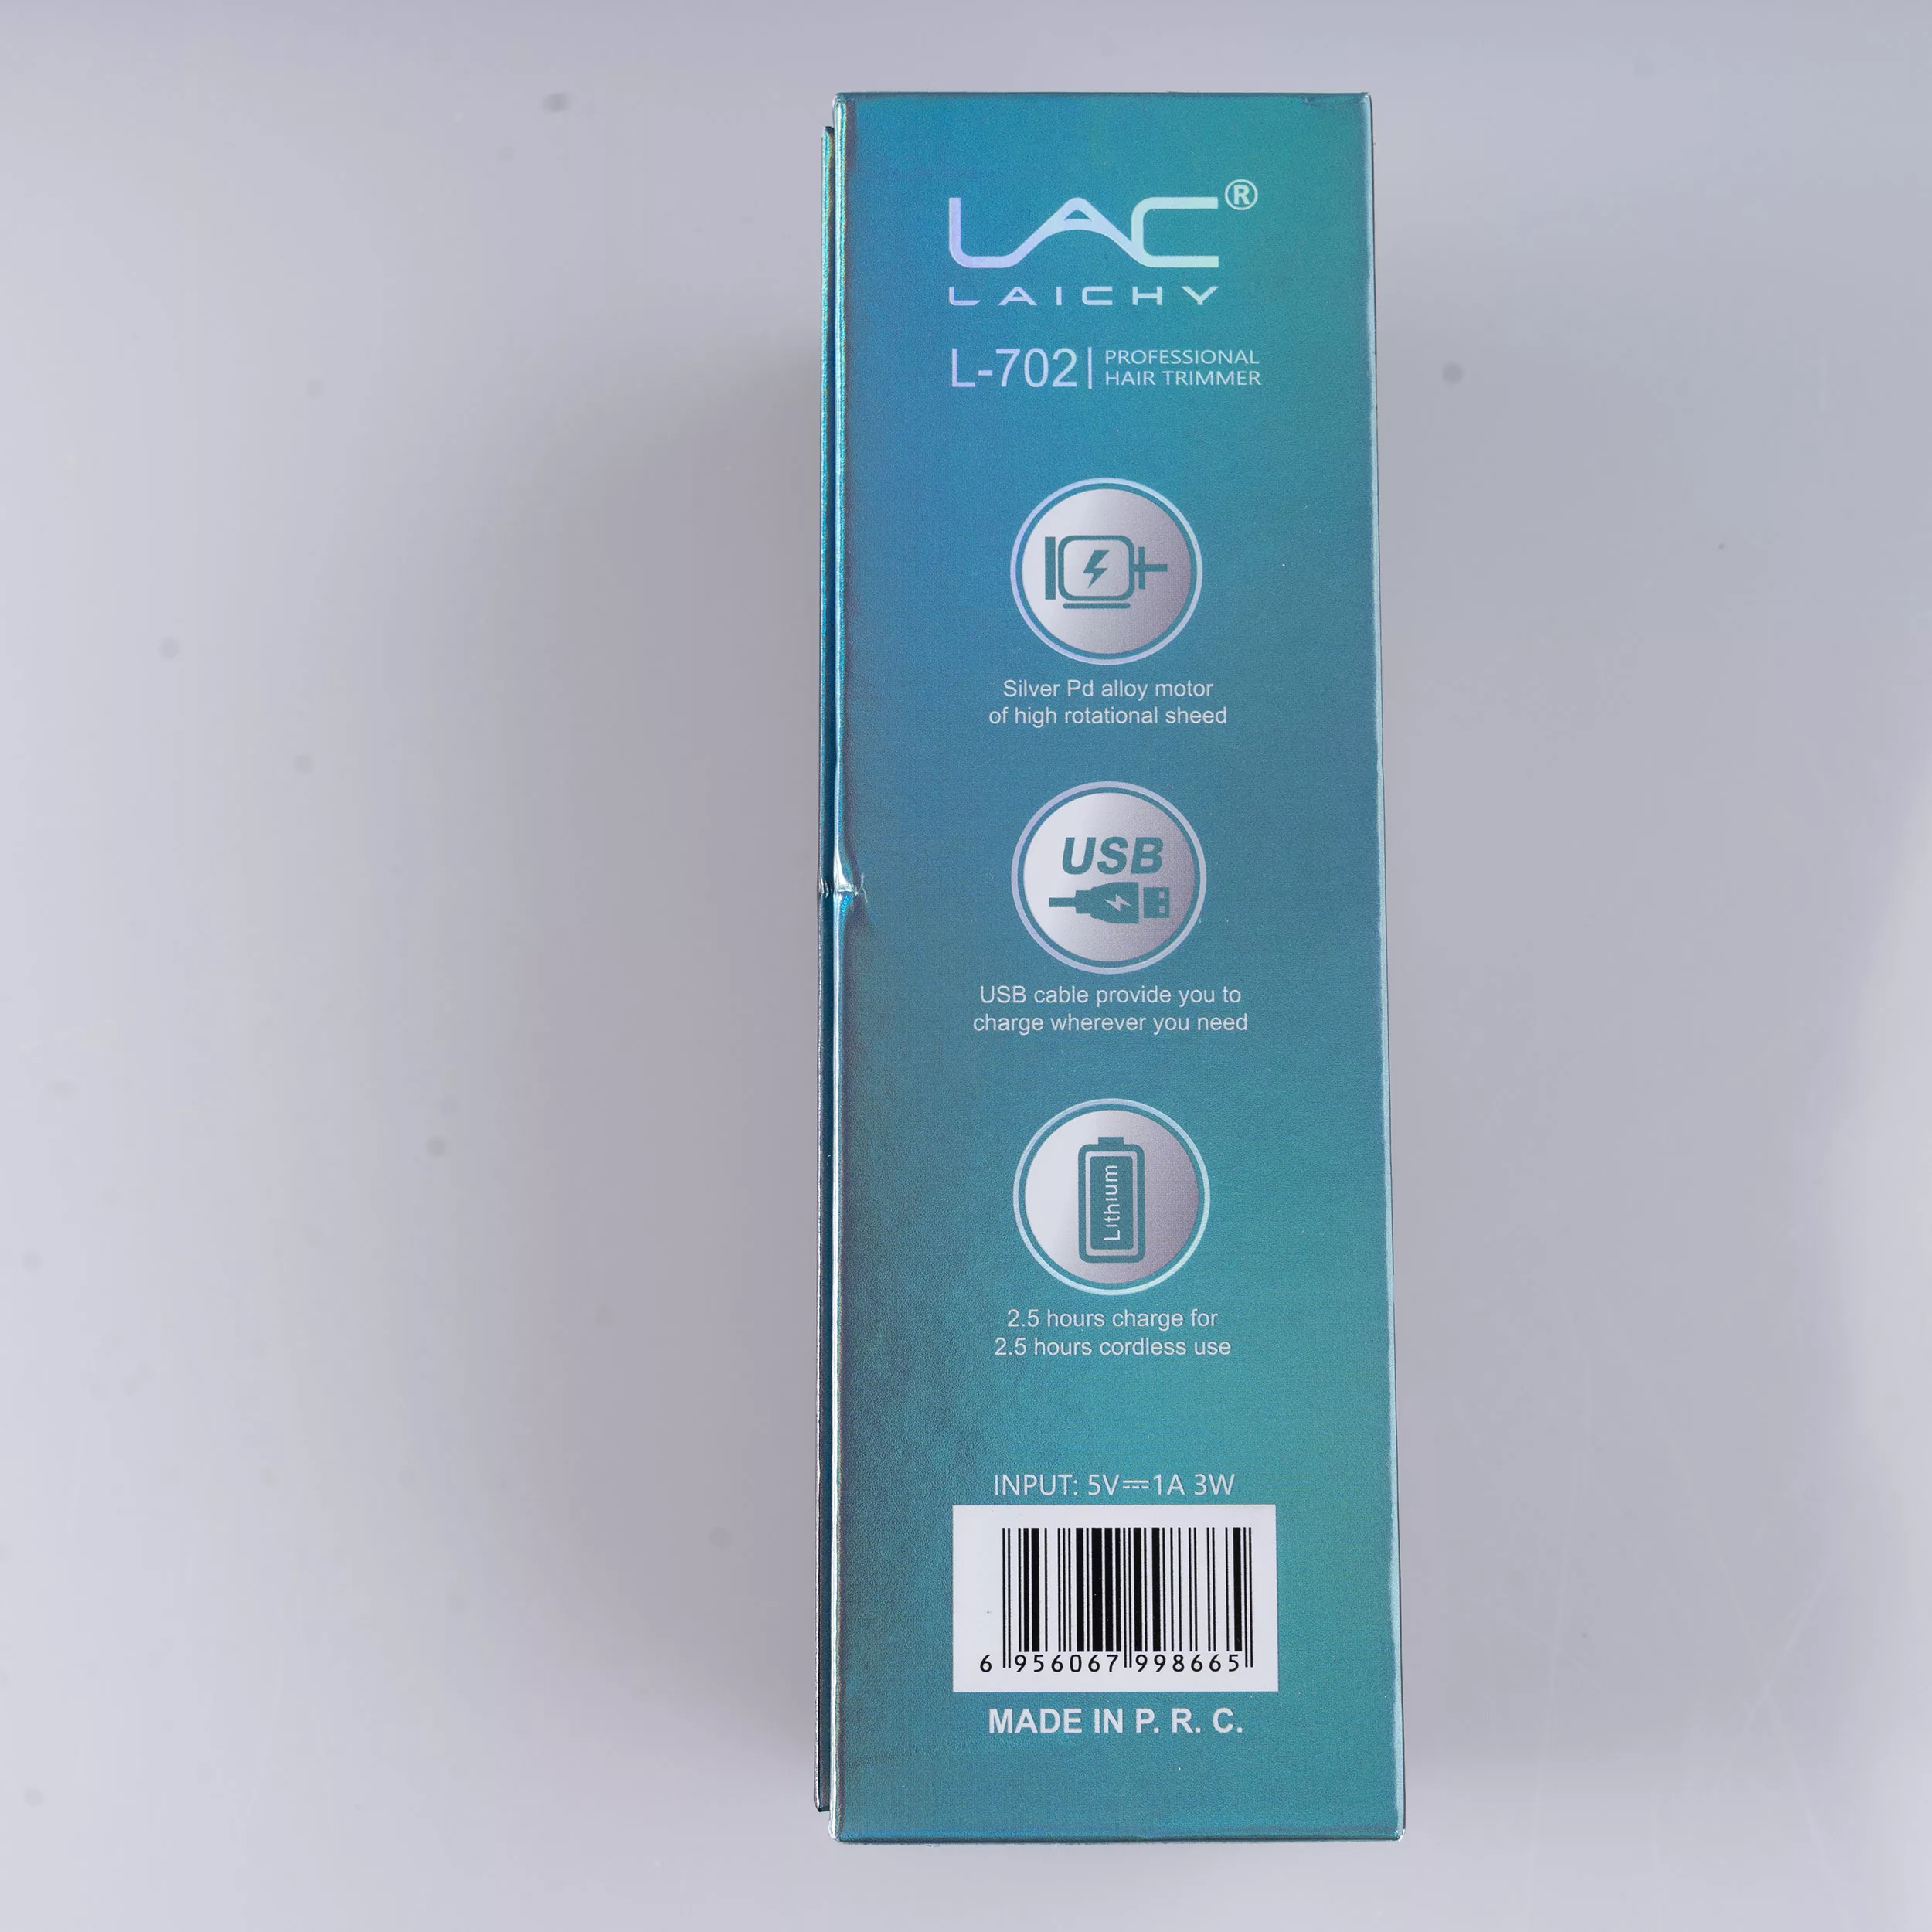 LAC®
LAICHY
L-702 | PROFESSIONAL
HAIR TRIMMER
Silver Pd alloy motor
of high rotational sheed
USB
USB cable provide you to
charge wherever you need
Lithium
2.5 hours charge for
2.5 hours cordless use
INPUT: 5V⎓1A 3W
6 956067 998665
MADE IN P. R. C.